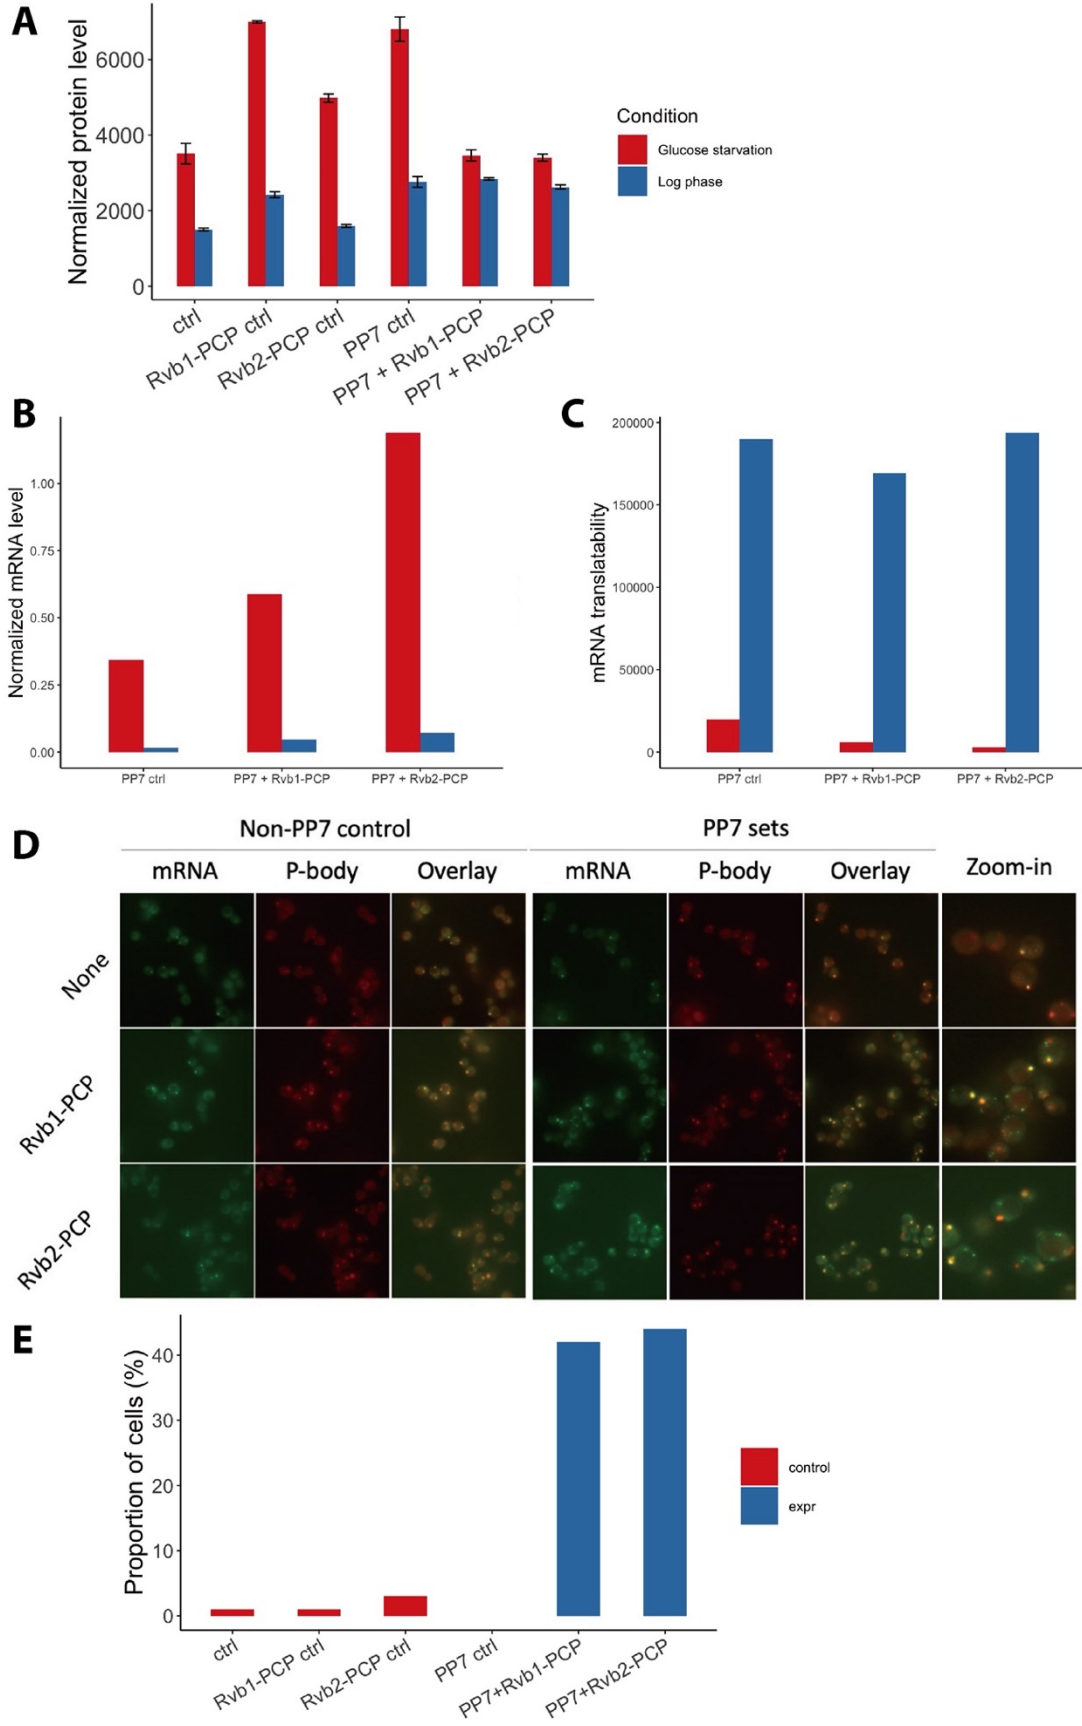 A
Normalized protein level
6000
4000
2000
0
ctrl
Rvb1-PCP ctrl
Rvb2-PCP ctrl
PP7 ctrl
PP7 + Rvb1-PCP
PP7 + Rvb2-PCP
Condition
Glucose starvation
Log phase
B
Normalized mRNA level
1.00
0.75
0.50
0.25
0.00
PP7 ctrl
PP7 + Rvb1-PCP
PP7 + Rvb2-PCP
C
mRNA translatability
200000
150000
100000
50000
0
PP7 ctrl
PP7 + Rvb1-PCP
PP7 + Rvb2-PCP
D
Non-PP7 control
PP7 sets
mRNA
P-body
Overlay
mRNA
P-body
Overlay
Zoom-in
None
Rvb1-PCP
Rvb2-PCP
E
Proportion of cells (%)
40
30
20
10
0
ctrl
Rvb1-PCP ctrl
Rvb2-PCP ctrl
PP7 ctrl
PP7+Rvb1-PCP
PP7+Rvb2-PCP
control
expr